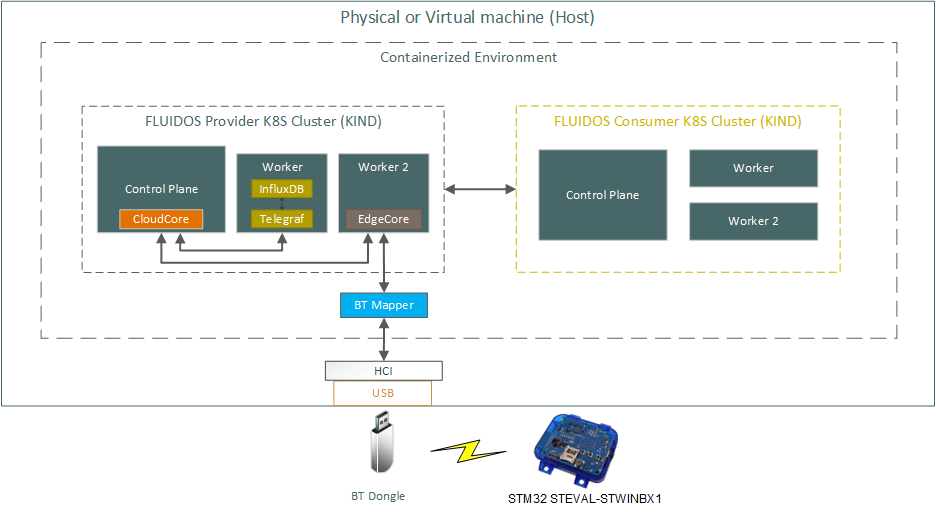 Physical or Virtual machine (Host)
Containerized Environment
FLUIDOS Provider K8S Cluster (KIND)
Control Plane
CloudCore
Worker
InfluxDB
Telegraf
Worker 2
EdgeCore
FLUIDOS Consumer K8S Cluster (KIND)
Control Plane
Worker
Worker 2
BT Mapper
HCI
USB
BT Dongle
STM32 STEVAL-STWINBX1